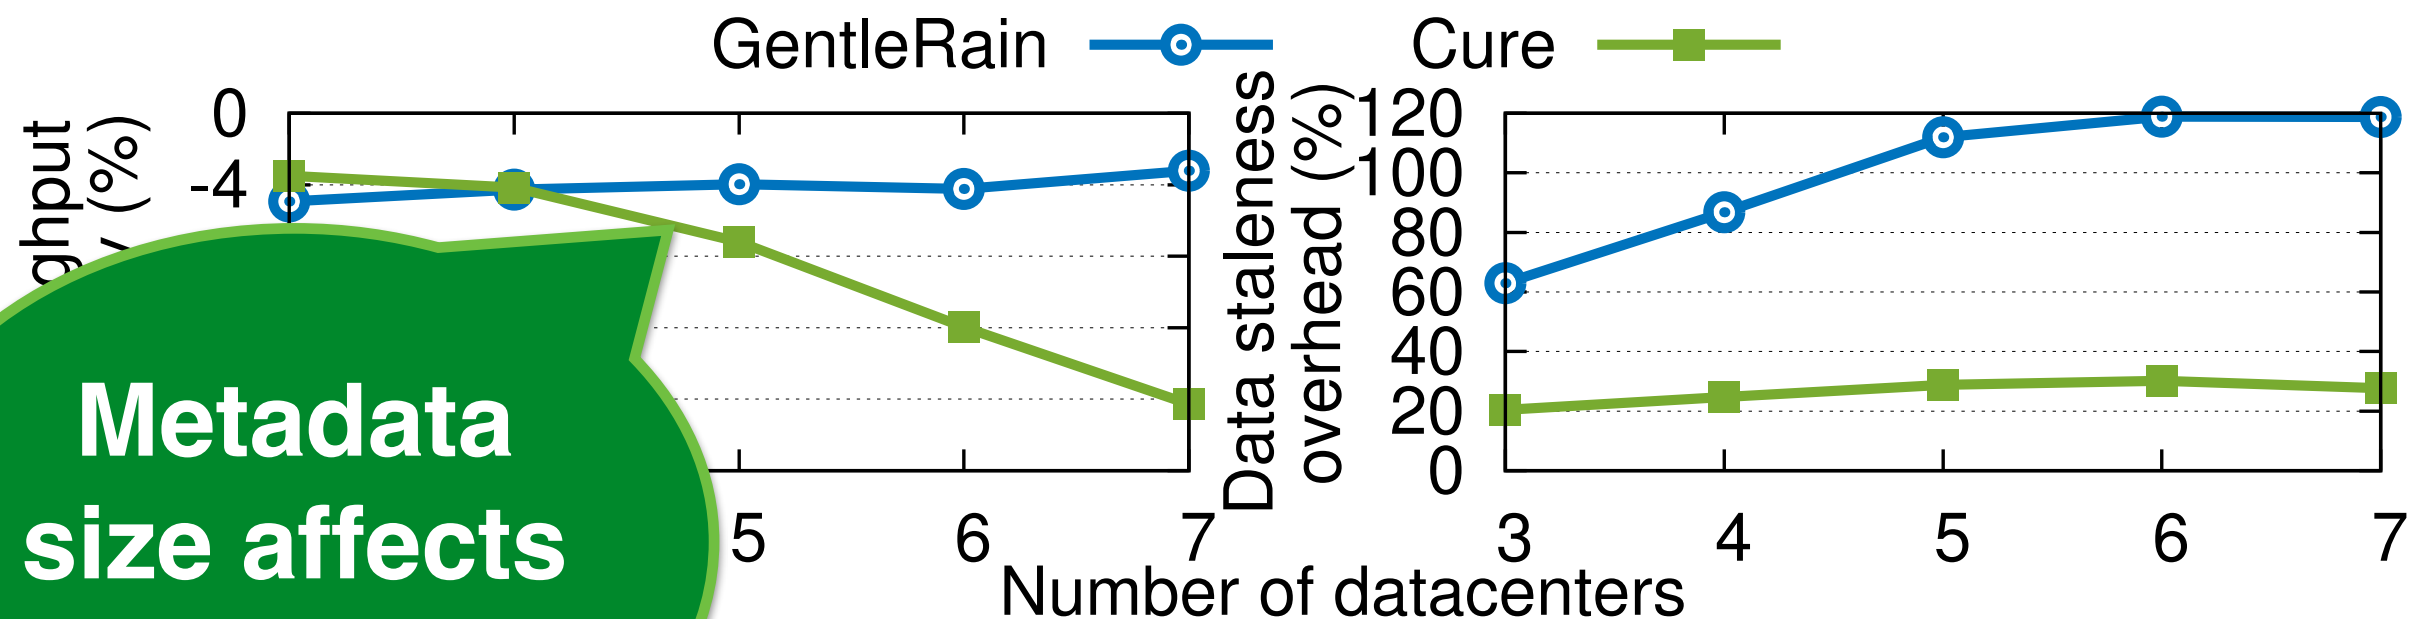 GentleRain
Cure
ghput
(%)
0
-4
5
6
7
Data staleness
overhead (%)
120
100
80
60
40
20
0
3
4
5
6
7
Number of datacenters
Metadata
size affects